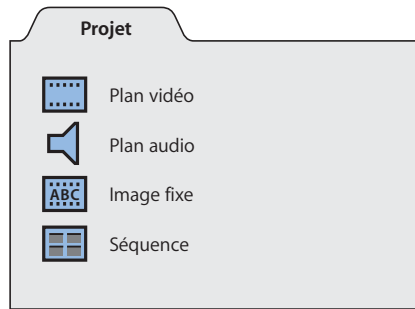 Projet
Plan vidéo
Plan audio
ABC
Image fixe
Séquence